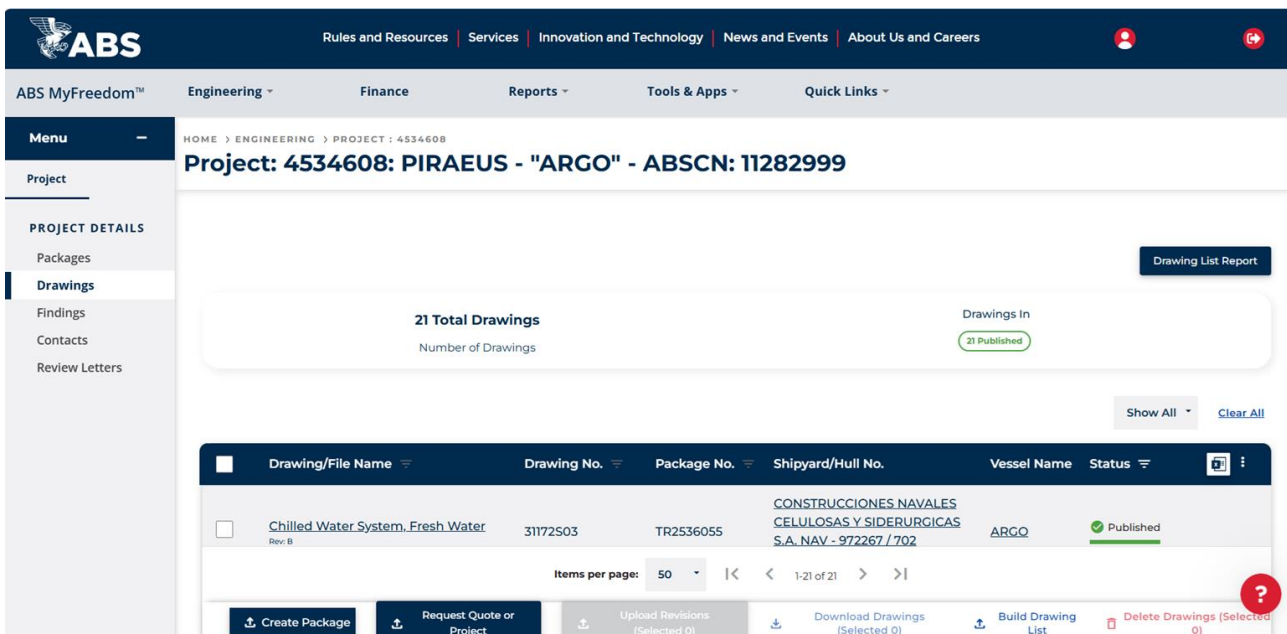 ABS
Rules and Resources
Services
Innovation and Technology
News and Events
About Us and Careers
ABS MyFreedom™
Engineering
Finance
Reports
Tools & Apps
Quick Links
Menu
HOME > ENGINEERING > PROJECT : 4534608
Project: 4534608: PIRAEUS - "ARGO" - ABSCN: 11282999
Project
PROJECT DETAILS
Packages
Drawings
Findings
Contacts
Review Letters
Drawing List Report
21 Total Drawings
Number of Drawings
Drawings In
21 Published
Show All
Clear All
Drawing/File Name
Drawing No.
Package No.
Shipyard/Hull No.
Vessel Name
Status
Chilled Water System, Fresh Water
Rev: B
31172S03
TR2536055
CONSTRUCCIONES NAVALES
CELULOSAS Y SIDERURGICAS
S.A. NAV - 972267 / 702
ARGO
Published
Items per page: 50
1-21 of 21
?
Create Package
Request Quote or
Project
Upload Revisions
(Selected 0)
Download Drawings
(Selected 0)
Build Drawing
List
Delete Drawings (Selected
0)